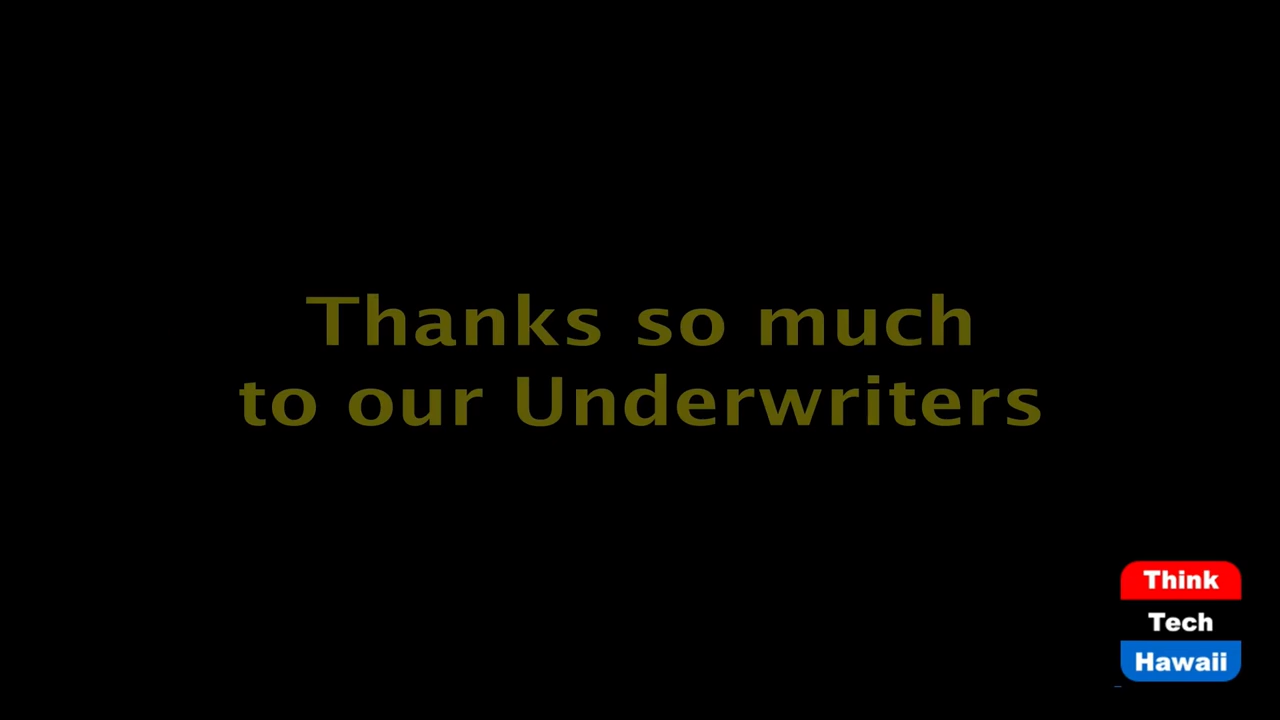 Thanks so much
to our Underwriters
Think
Tech
Hawaii